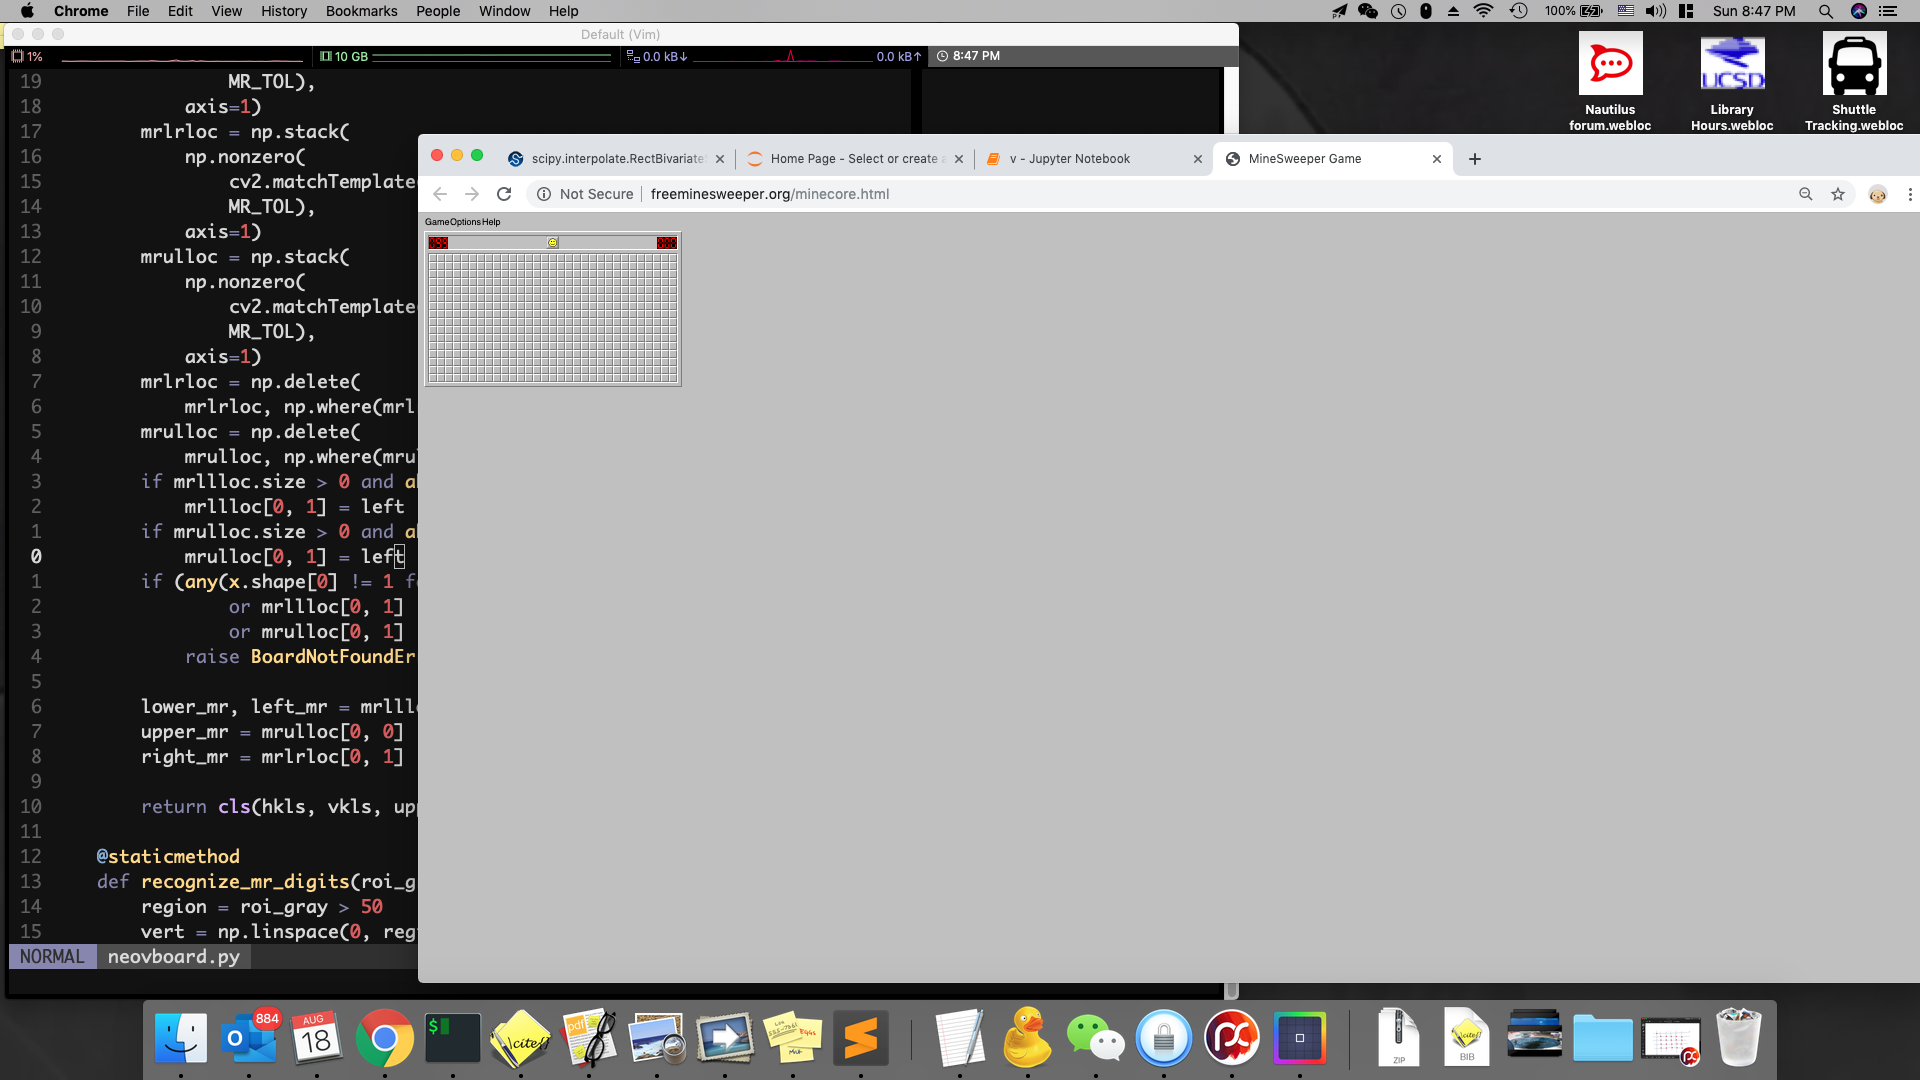 Chrome File Edit View History Bookmarks People Window Help
100% Sun 8:47 PM
Default (Vim)
1% 10 GB 0.0 kB↓ 0.0 kB↑ 8:47 PM
19 MR_TOL),
18 axis=1)
17 mrlrloc = np.stack(
16 np.nonzero(
15 cv2.matchTemplate(
14 MR_TOL),
13 axis=1)
12 mrulloc = np.stack(
11 np.nonzero(
10 cv2.matchTemplate(
9 MR_TOL),
8 axis=1)
7 mrlrloc = np.delete(
6 mrlrloc, np.where(mrl
5 mrulloc = np.delete(
4 mrulloc, np.where(mru
3 if mrllloc.size > 0 and a
2 mrllloc[0, 1] = left
1 if mrulloc.size > 0 and a
0 mrulloc[0, 1] = left
1 if (any(x.shape[0] != 1 f
2 or mrllloc[0, 1]
3 or mrulloc[0, 1]
4 raise BoardNotFoundEr
5
6 lower_mr, left_mr = mrlll
7 upper_mr = mrulloc[0, 0]
8 right_mr = mrlrloc[0, 1]
9
10 return cls(hkls, vkls, up
11
12 @staticmethod
13 def recognize_mr_digits(roi_g
14 region = roi_gray > 50
15 vert = np.linspace(0, reg
NORMAL neovboard.py
scipy.interpolate.RectBivariate
Home Page - Select or create a
v - Jupyter Notebook
MineSweeper Game
Not Secure freeminesweeper.org/minecore.html
Game Options Help
Nautilus
forum.webloc
UCSD
Library
Hours.webloc
Shuttle
Tracking.webloc
884
AUG
18
$
\cite{}
pdf
Eggs
Milk
ZIP
BIB